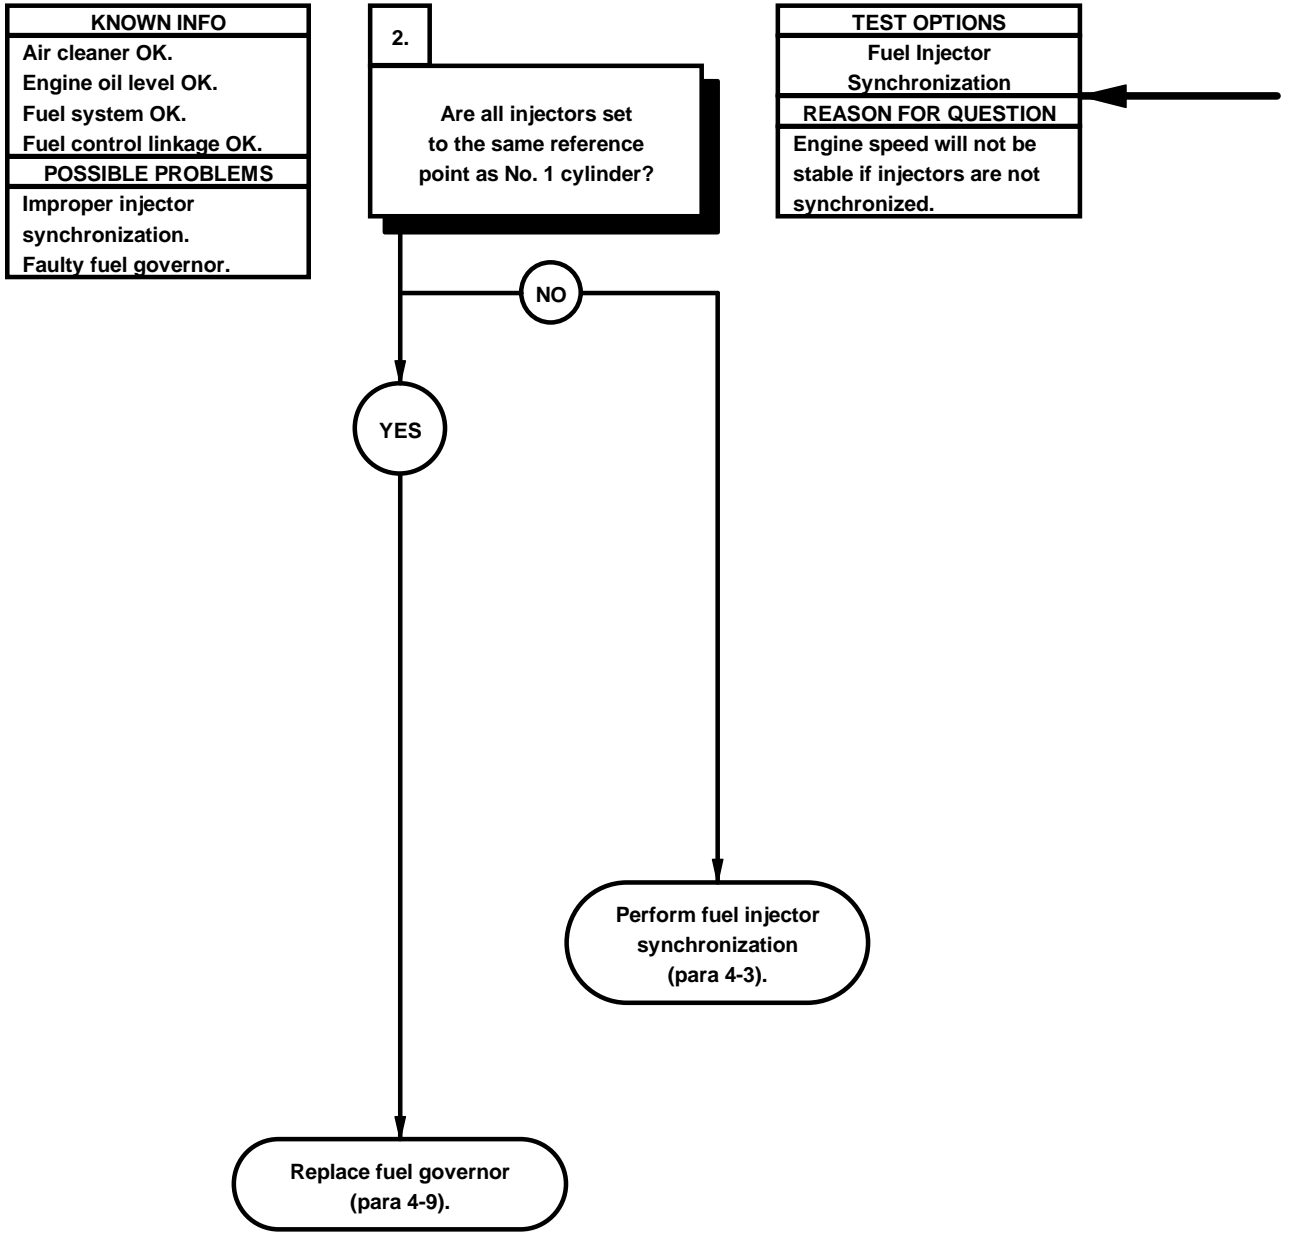 KNOWN INFO
Air cleaner OK.
Engine oil level OK.
Fuel system OK.
Fuel control linkage OK.
POSSIBLE PROBLEMS
Improper injector
synchronization.
Faulty fuel governor.
2.
Are all injectors set
to the same reference
point as No. 1 cylinder?
TEST OPTIONS
Fuel Injector
Synchronization
REASON FOR QUESTION
Engine speed will not be
stable if injectors are not
synchronized.
NO
YES
Perform fuel injector
synchronization
(para 4-3).
Replace fuel governor
(para 4-9).